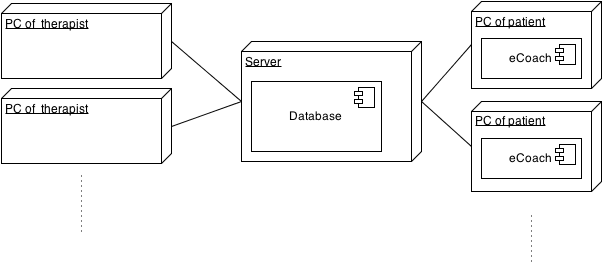 PC of therapist
PC of therapist
Server
Database
PC of patient
eCoach
PC of patient
eCoach